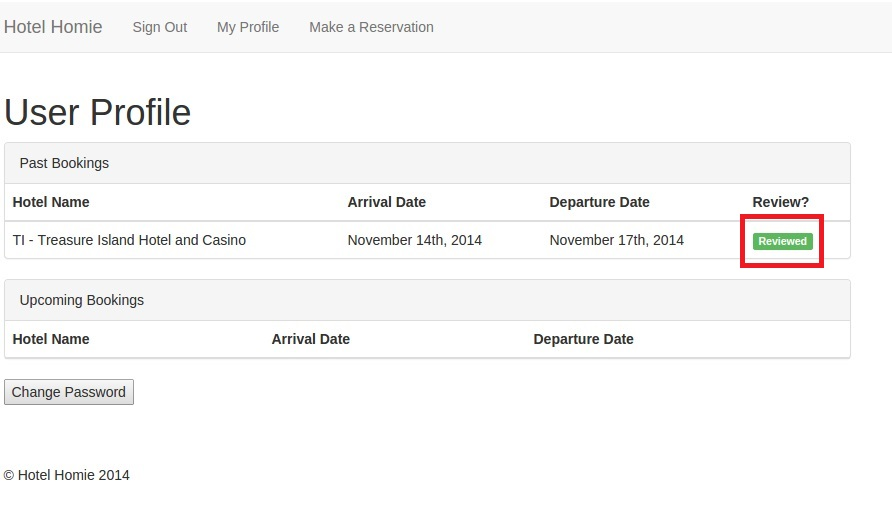 Hotel Homie Sign Out My Profile Make a Reservation
User Profile
Past Bookings
Hotel Name Arrival Date Departure Date Review?
TI - Treasure Island Hotel and Casino November 14th, 2014 November 17th, 2014 Reviewed
Upcoming Bookings
Hotel Name Arrival Date Departure Date
Change Password
© Hotel Homie 2014